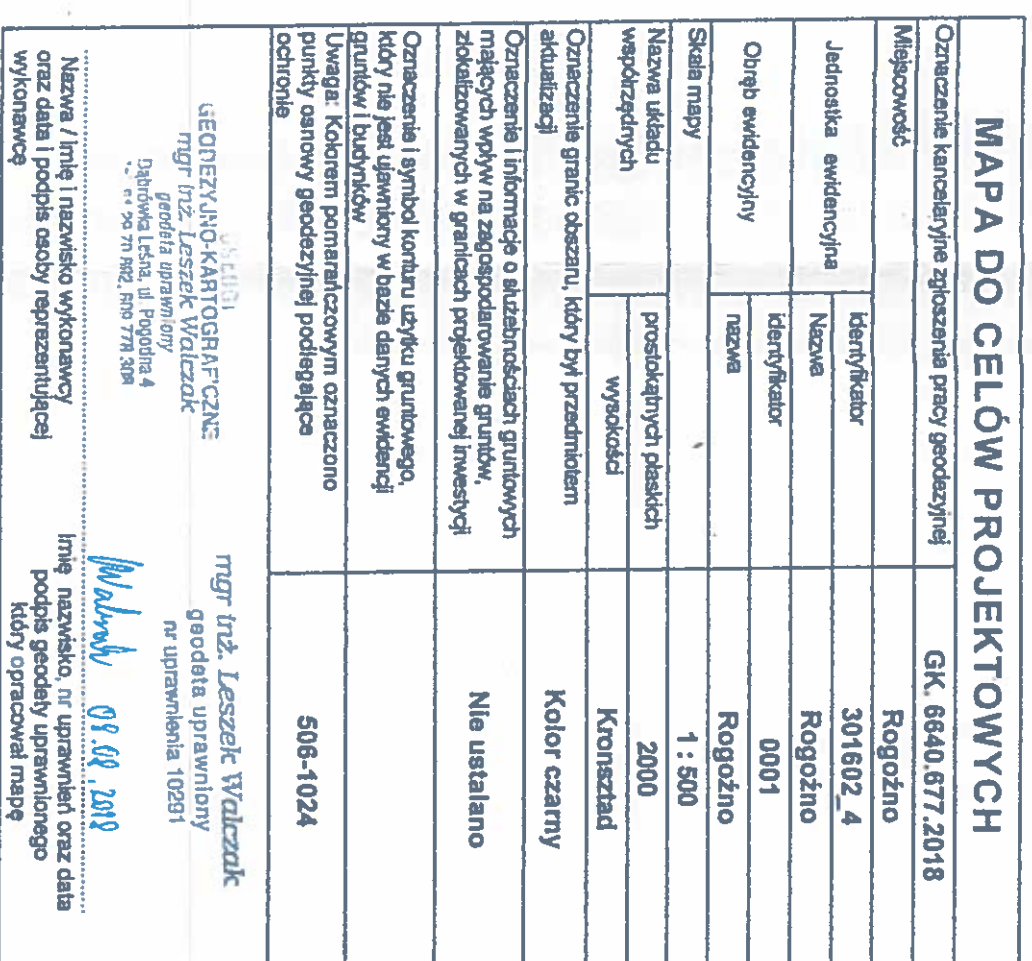 MAPA DO CELÓW PROJEKTOWYCH
Oznaczenie kancelaryjne zgłoszenia pracy geodezyjnej
GK. 6640.677.2018
Miejscowość
Rogoźno
Jednostka ewidencyjna
identyfikator
301602_4
Nazwa
Rogoźno
Obręb ewidencyjny
identyfikator
0001
nazwa
Rogoźno
Skala mapy
1 : 500
Nazwa układu
współrzędnych
prostokątnych płaskich
2000
wysokości
Kronsztad
Oznaczenie granic obszaru, który był przedmiotem
aktualizacji
Kolor czarny
Oznaczenie i informacje o służebnościach gruntowych
mających wpływ na zagospodarowanie gruntów,
zlokalizowanych w granicach projektowanej inwestycji
Nie ustalano
Oznaczenie i symbol konturu użytku gruntowego,
który nie jest ujawniony w bazie danych ewidencji
gruntów i budynków
Uwaga: Kolorem pomarańczowym oznaczono
punkty osnowy geodezyjnej podlegające
ochronie
506-1024
USŁUGI
GEODEZYJNO-KARTOGRAFICZNE
mgr inż. Leszek Walczak
geodeta uprawniony
Dąbrówka Leśna, ul. Pogodna 4
mgr inż. Leszek Walczak
geodeta uprawniony
nr uprawnienia 10291
Walczak 08.08.2018
Nazwa / Imię i nazwisko wykonawcy
oraz data i podpis osoby reprezentującej
wykonawcę
Imię nazwisko, nr uprawnień oraz data
podpis geodety uprawnionego
który opracował mapę